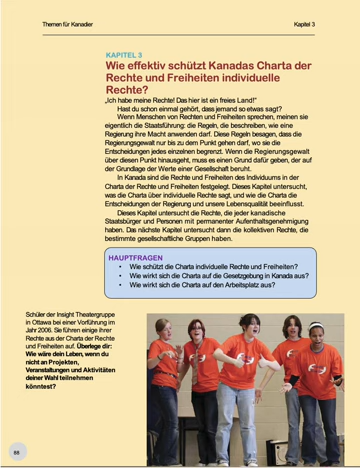 Themen für Kanadier Kapitel 3
KAPITEL 3
Wie effektiv schützt Kanadas Charta der
Rechte und Freiheiten individuelle
Rechte?
„Ich habe meine Rechte! Das hier ist ein freies Land!"
Hast du schon einmal gehört, dass jemand so etwas sagt?
Wenn Menschen von Rechten und Freiheiten sprechen, meinen sie
eigentlich die Staatsführung: die Regeln, die beschreiben, wie eine
Regierung ihre Macht anwenden darf. Diese Regeln besagen, dass die
Regierungsgewalt nur bis zu dem Punkt gehen darf, wo sie die
Entscheidungen jedes einzelnen begrenzt. Wenn die Regierungsgewalt
über diesen Punkt hinausgeht, muss es einen Grund dafür geben, der auf
der Grundlage der Werte einer Gesellschaft beruht.
In Kanada sind die Rechte und Freiheiten des Individuums in der
Charta der Rechte und Freiheiten festgelegt. Dieses Kapitel untersucht,
was die Charta über individuelle Rechte sagt, und wie die Charta die
Entscheidungen der Regierung und unsere Lebensqualität beeinflusst.
Dieses Kapitel untersucht die Rechte, die jeder kanadische
Staatsbürger und Personen mit permanenter Aufenthaltsgenehmigung
haben. Das nächste Kapitel untersucht dann die kollektiven Rechte, die
bestimmte gesellschaftliche Gruppen haben.
HAUPTFRAGEN
• Wie schützt die Charta individuelle Rechte und Freiheiten?
• Wie wirkt sich die Charta auf die Gesetzgebung in Kanada aus?
• Wie wirkt sich die Charta auf den Arbeitsplatz aus?
Schüler der Insight Theatergruppe
in Ottawa bei einer Vorführung im
Jahr 2006. Sie führen einige ihrer
Rechte aus der Charta der Rechte
und Freiheiten auf. Überlege dir:
Wie wäre dein Leben, wenn du
nicht an Projekten,
Veranstaltungen und Aktivitäten
deiner Wahl teilnehmen
könntest?